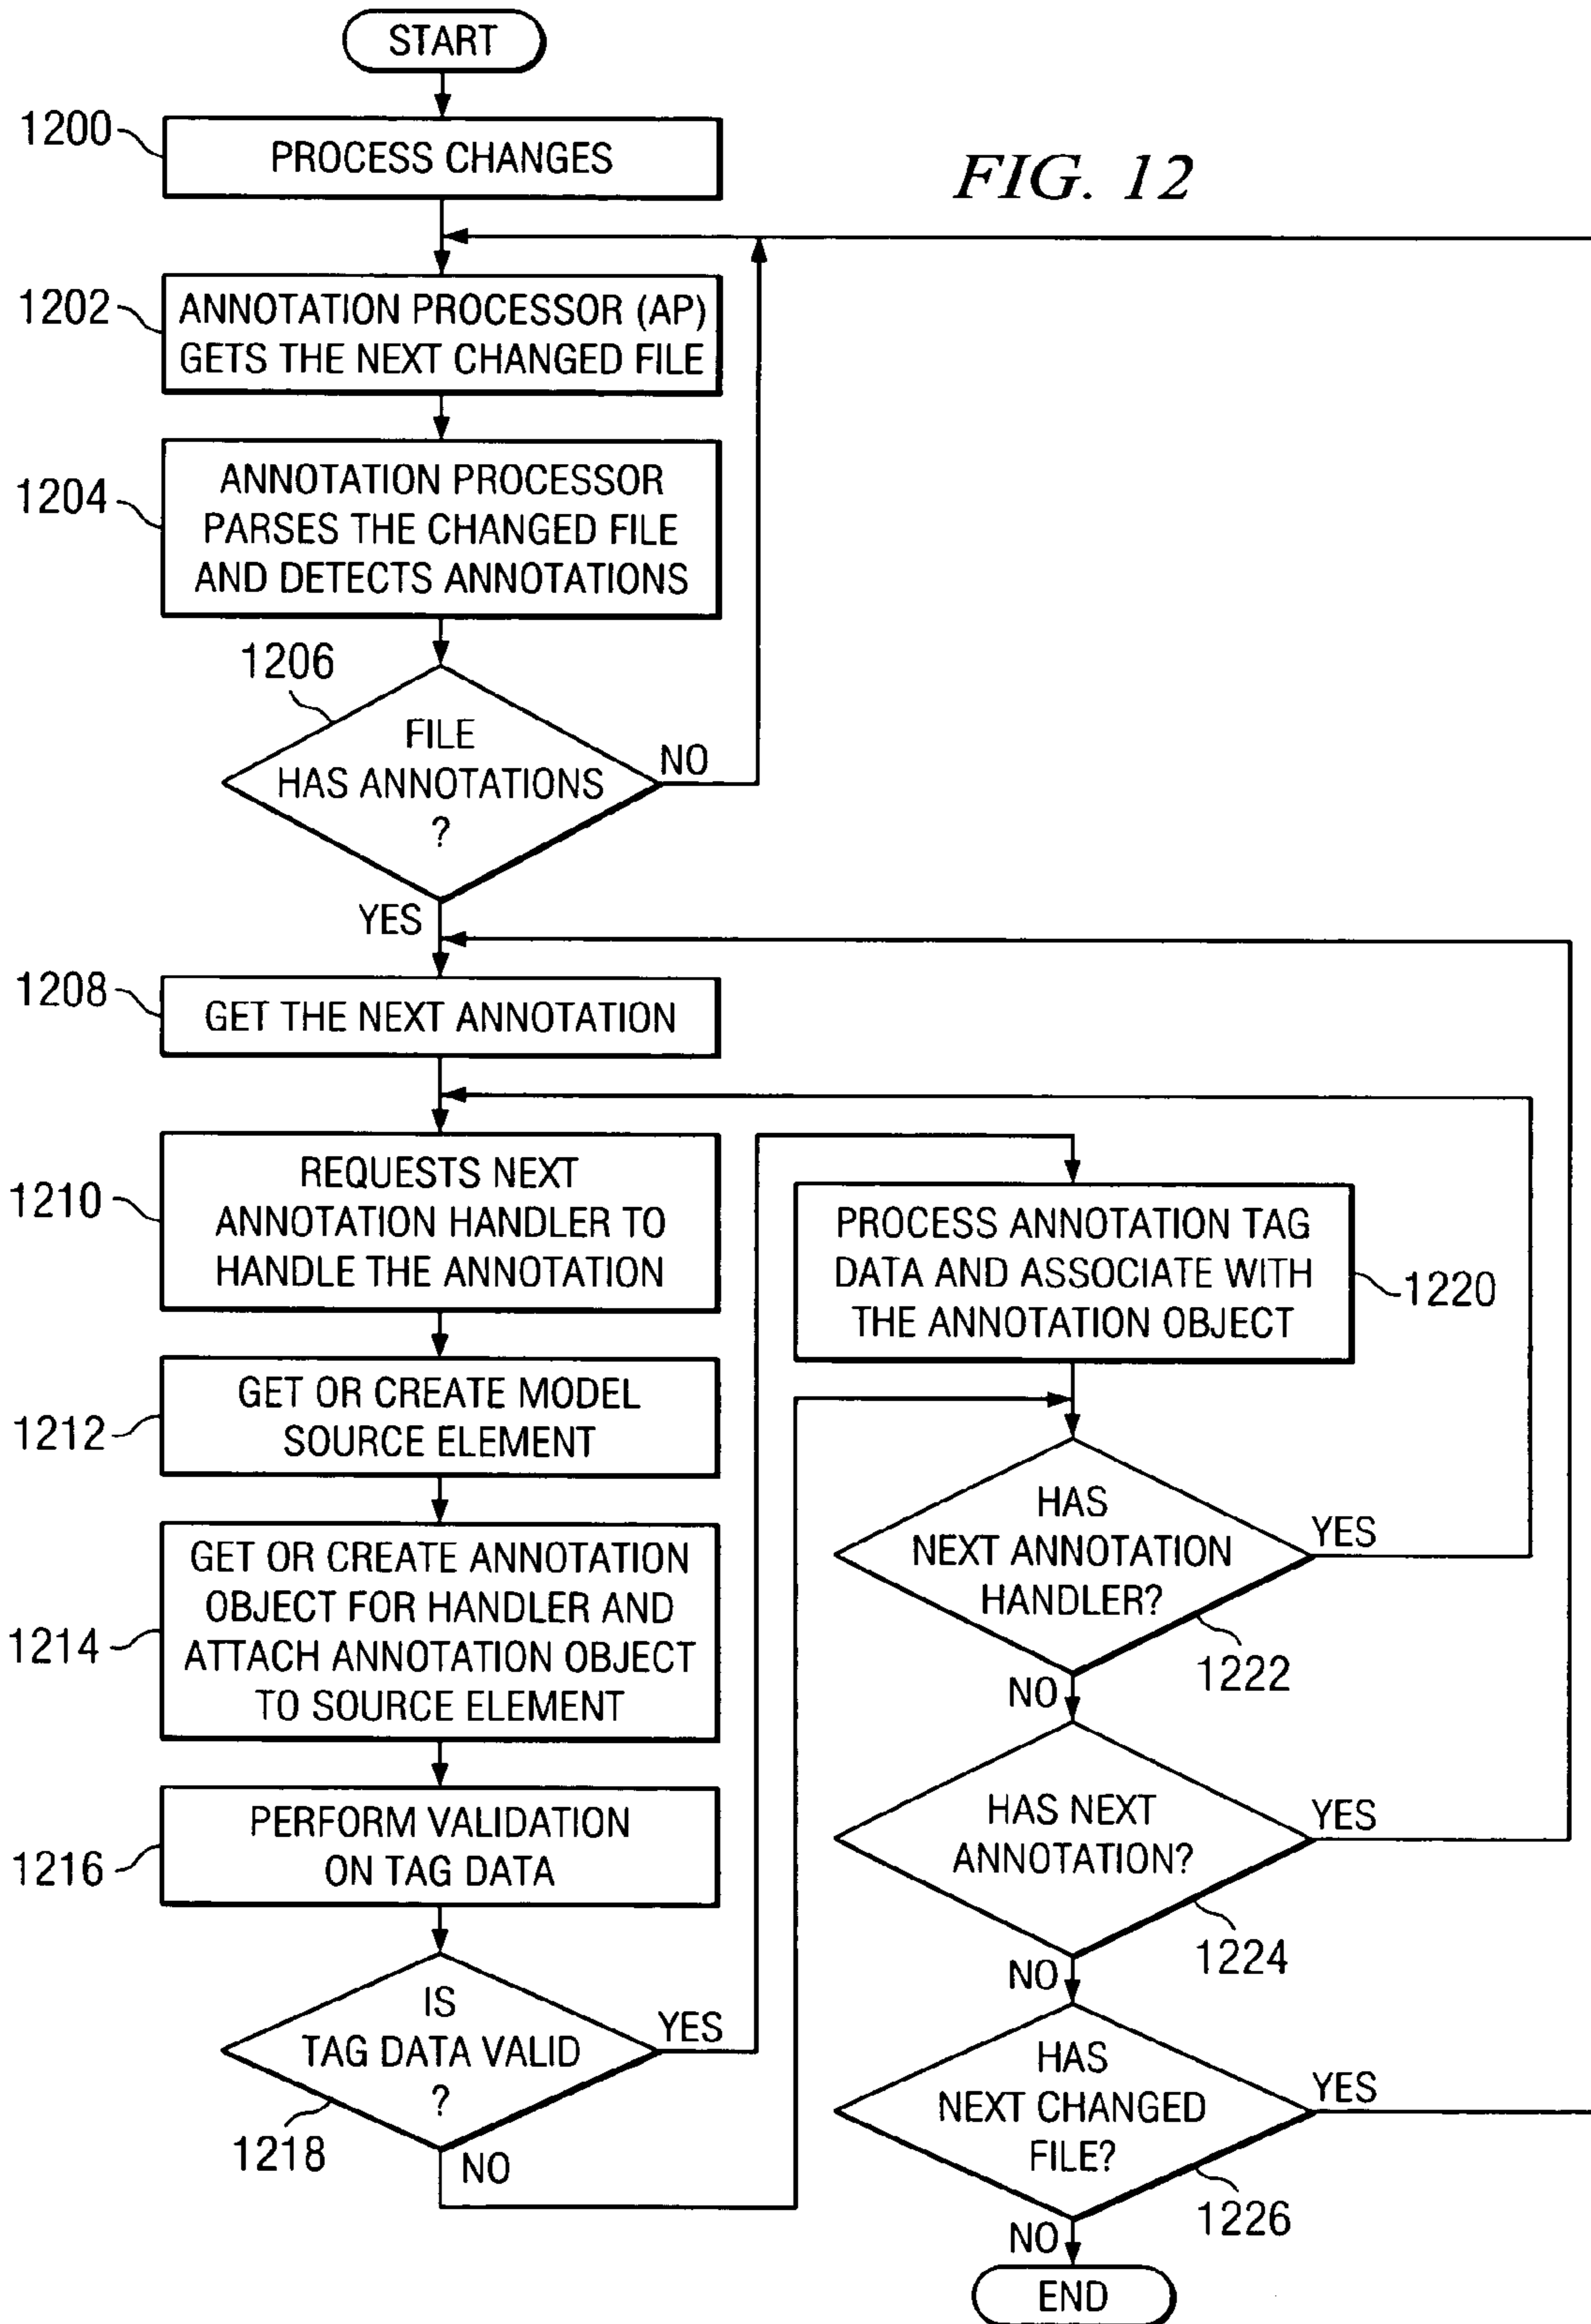 START
1200
PROCESS CHANGES
FIG. 12
1202
ANNOTATION PROCESSOR (AP)
GETS THE NEXT CHANGED FILE
1204
ANNOTATION PROCESSOR
PARSES THE CHANGED FILE
AND DETECTS ANNOTATIONS
1206
FILE
HAS ANNOTATIONS
?
NO
YES
1208
GET THE NEXT ANNOTATION
1210
REQUESTS NEXT
ANNOTATION HANDLER TO
HANDLE THE ANNOTATION
1212
GET OR CREATE MODEL
SOURCE ELEMENT
1214
GET OR CREATE ANNOTATION
OBJECT FOR HANDLER AND
ATTACH ANNOTATION OBJECT
TO SOURCE ELEMENT
1216
PERFORM VALIDATION
ON TAG DATA
IS
TAG DATA VALID
?
YES
1218
NO
PROCESS ANNOTATION TAG
DATA AND ASSOCIATE WITH
THE ANNOTATION OBJECT
1220
HAS
NEXT ANNOTATION
HANDLER?
YES
1222
NO
HAS NEXT
ANNOTATION?
YES
1224
NO
HAS
NEXT CHANGED
FILE?
YES
1226
NO
END